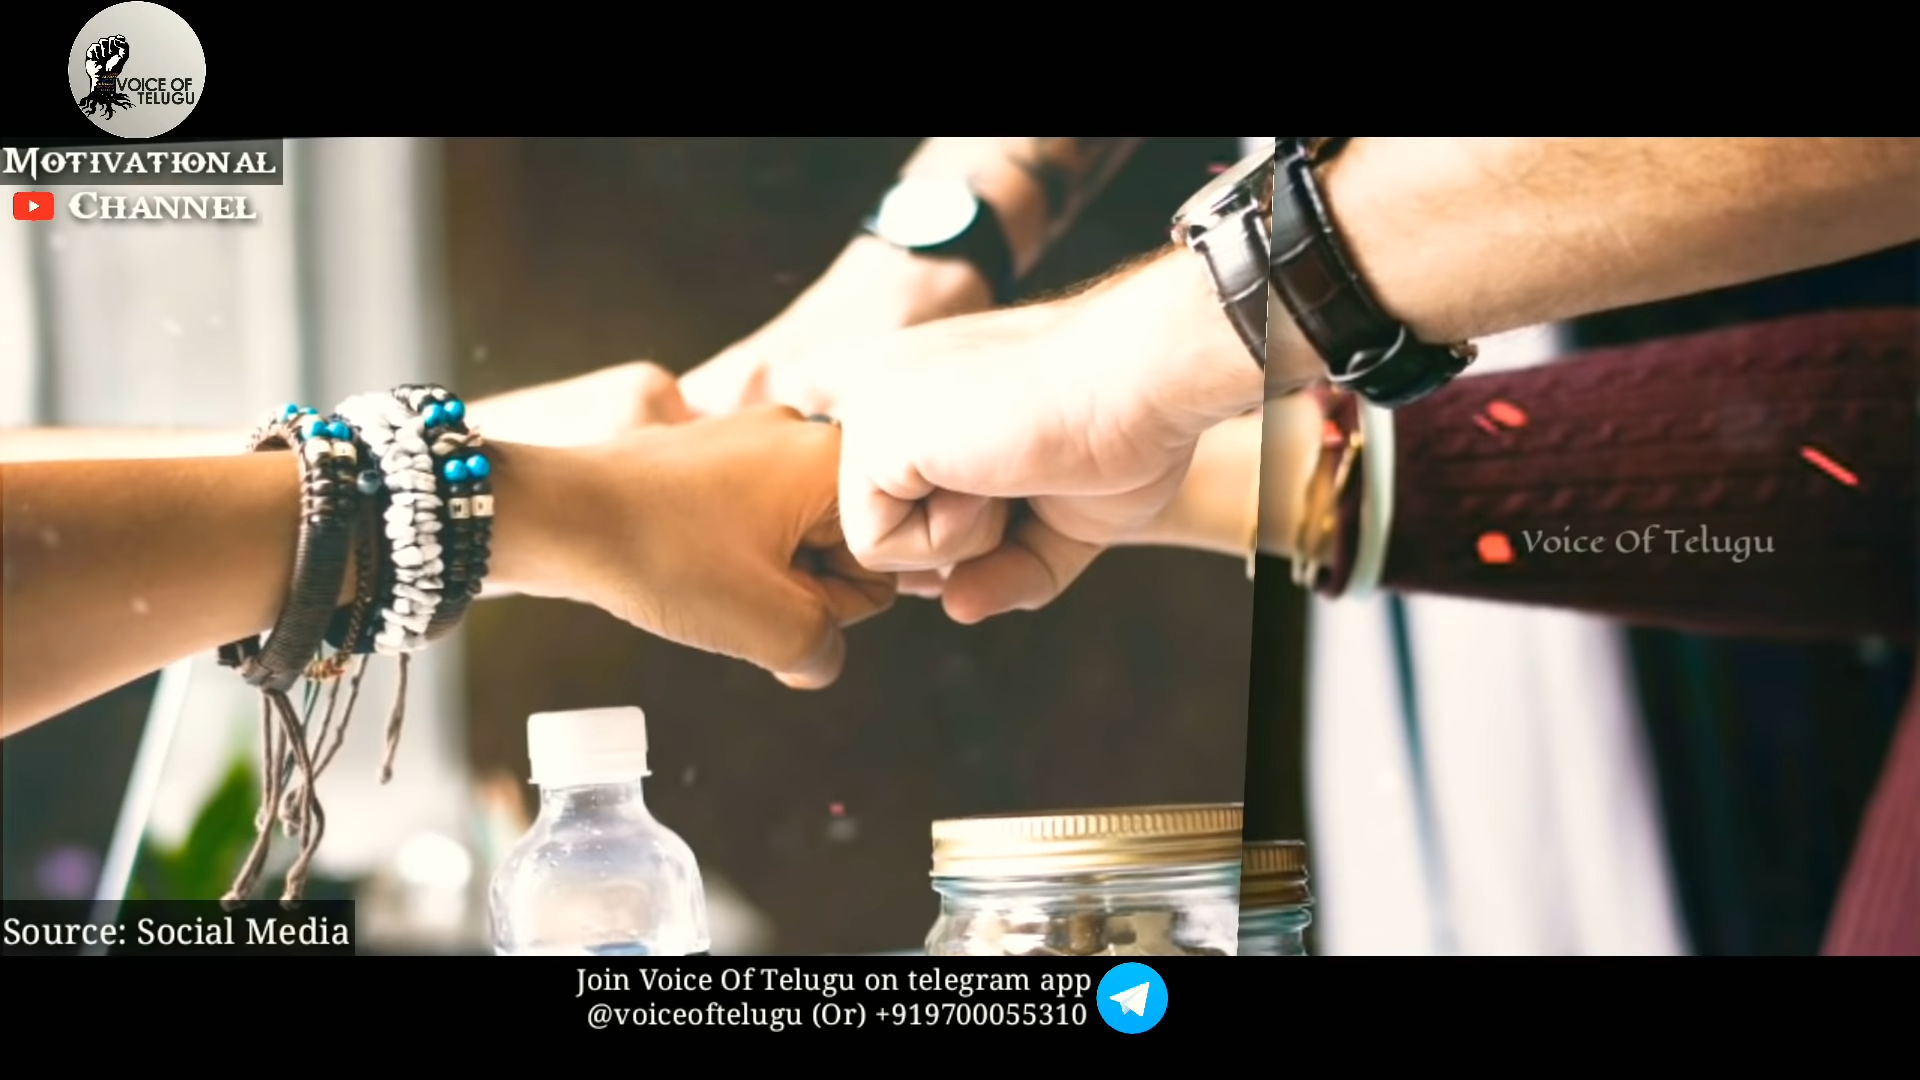 VOICE OF
TELUGU
MOTIVATIONAL
CHANNEL
Voice Of Telugu
Source: Social Media
Join Voice Of Telugu on telegram app
@voiceoftelugu (Or) +919700055310